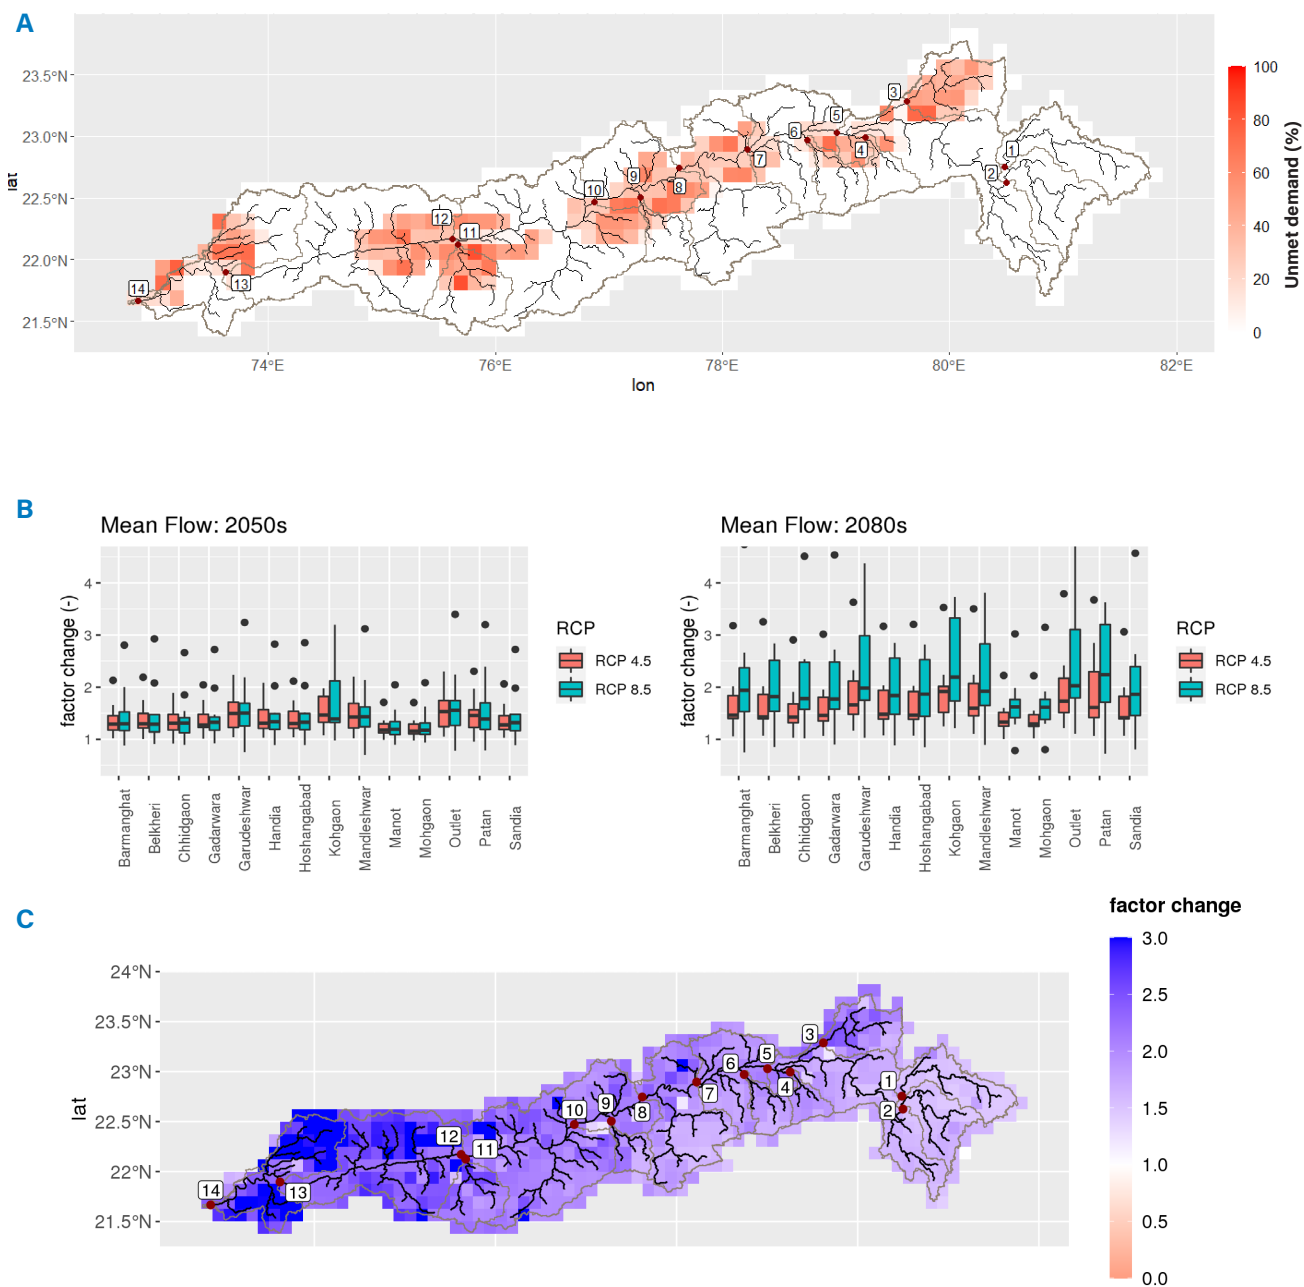 A
23.5°N
23.0°N
22.5°N
22.0°N
21.5°N
lat
74°E
76°E
78°E
80°E
82°E
lon
1
2
3
4
5
6
7
8
9
10
11
12
13
14
Unmet demand (%)
100
80
60
40
20
0
B
Mean Flow: 2050s
factor change (-)
4
3
2
1
Barmanghat
Belkheri
Chhidgaon
Gadarwara
Garudeshwar
Handia
Hoshangabad
Kohgaon
Mandleshwar
Manot
Mohgaon
Outlet
Patan
Sandia
RCP
RCP 4.5
RCP 8.5
Mean Flow: 2080s
factor change (-)
4
3
2
1
Barmanghat
Belkheri
Chhidgaon
Gadarwara
Garudeshwar
Handia
Hoshangabad
Kohgaon
Mandleshwar
Manot
Mohgaon
Outlet
Patan
Sandia
RCP
RCP 4.5
RCP 8.5
C
24°N
23.5°N
23°N
22.5°N
22°N
21.5°N
lat
1
2
3
4
5
6
7
8
9
10
11
12
13
14
factor change
3.0
2.5
2.0
1.5
1.0
0.5
0.0